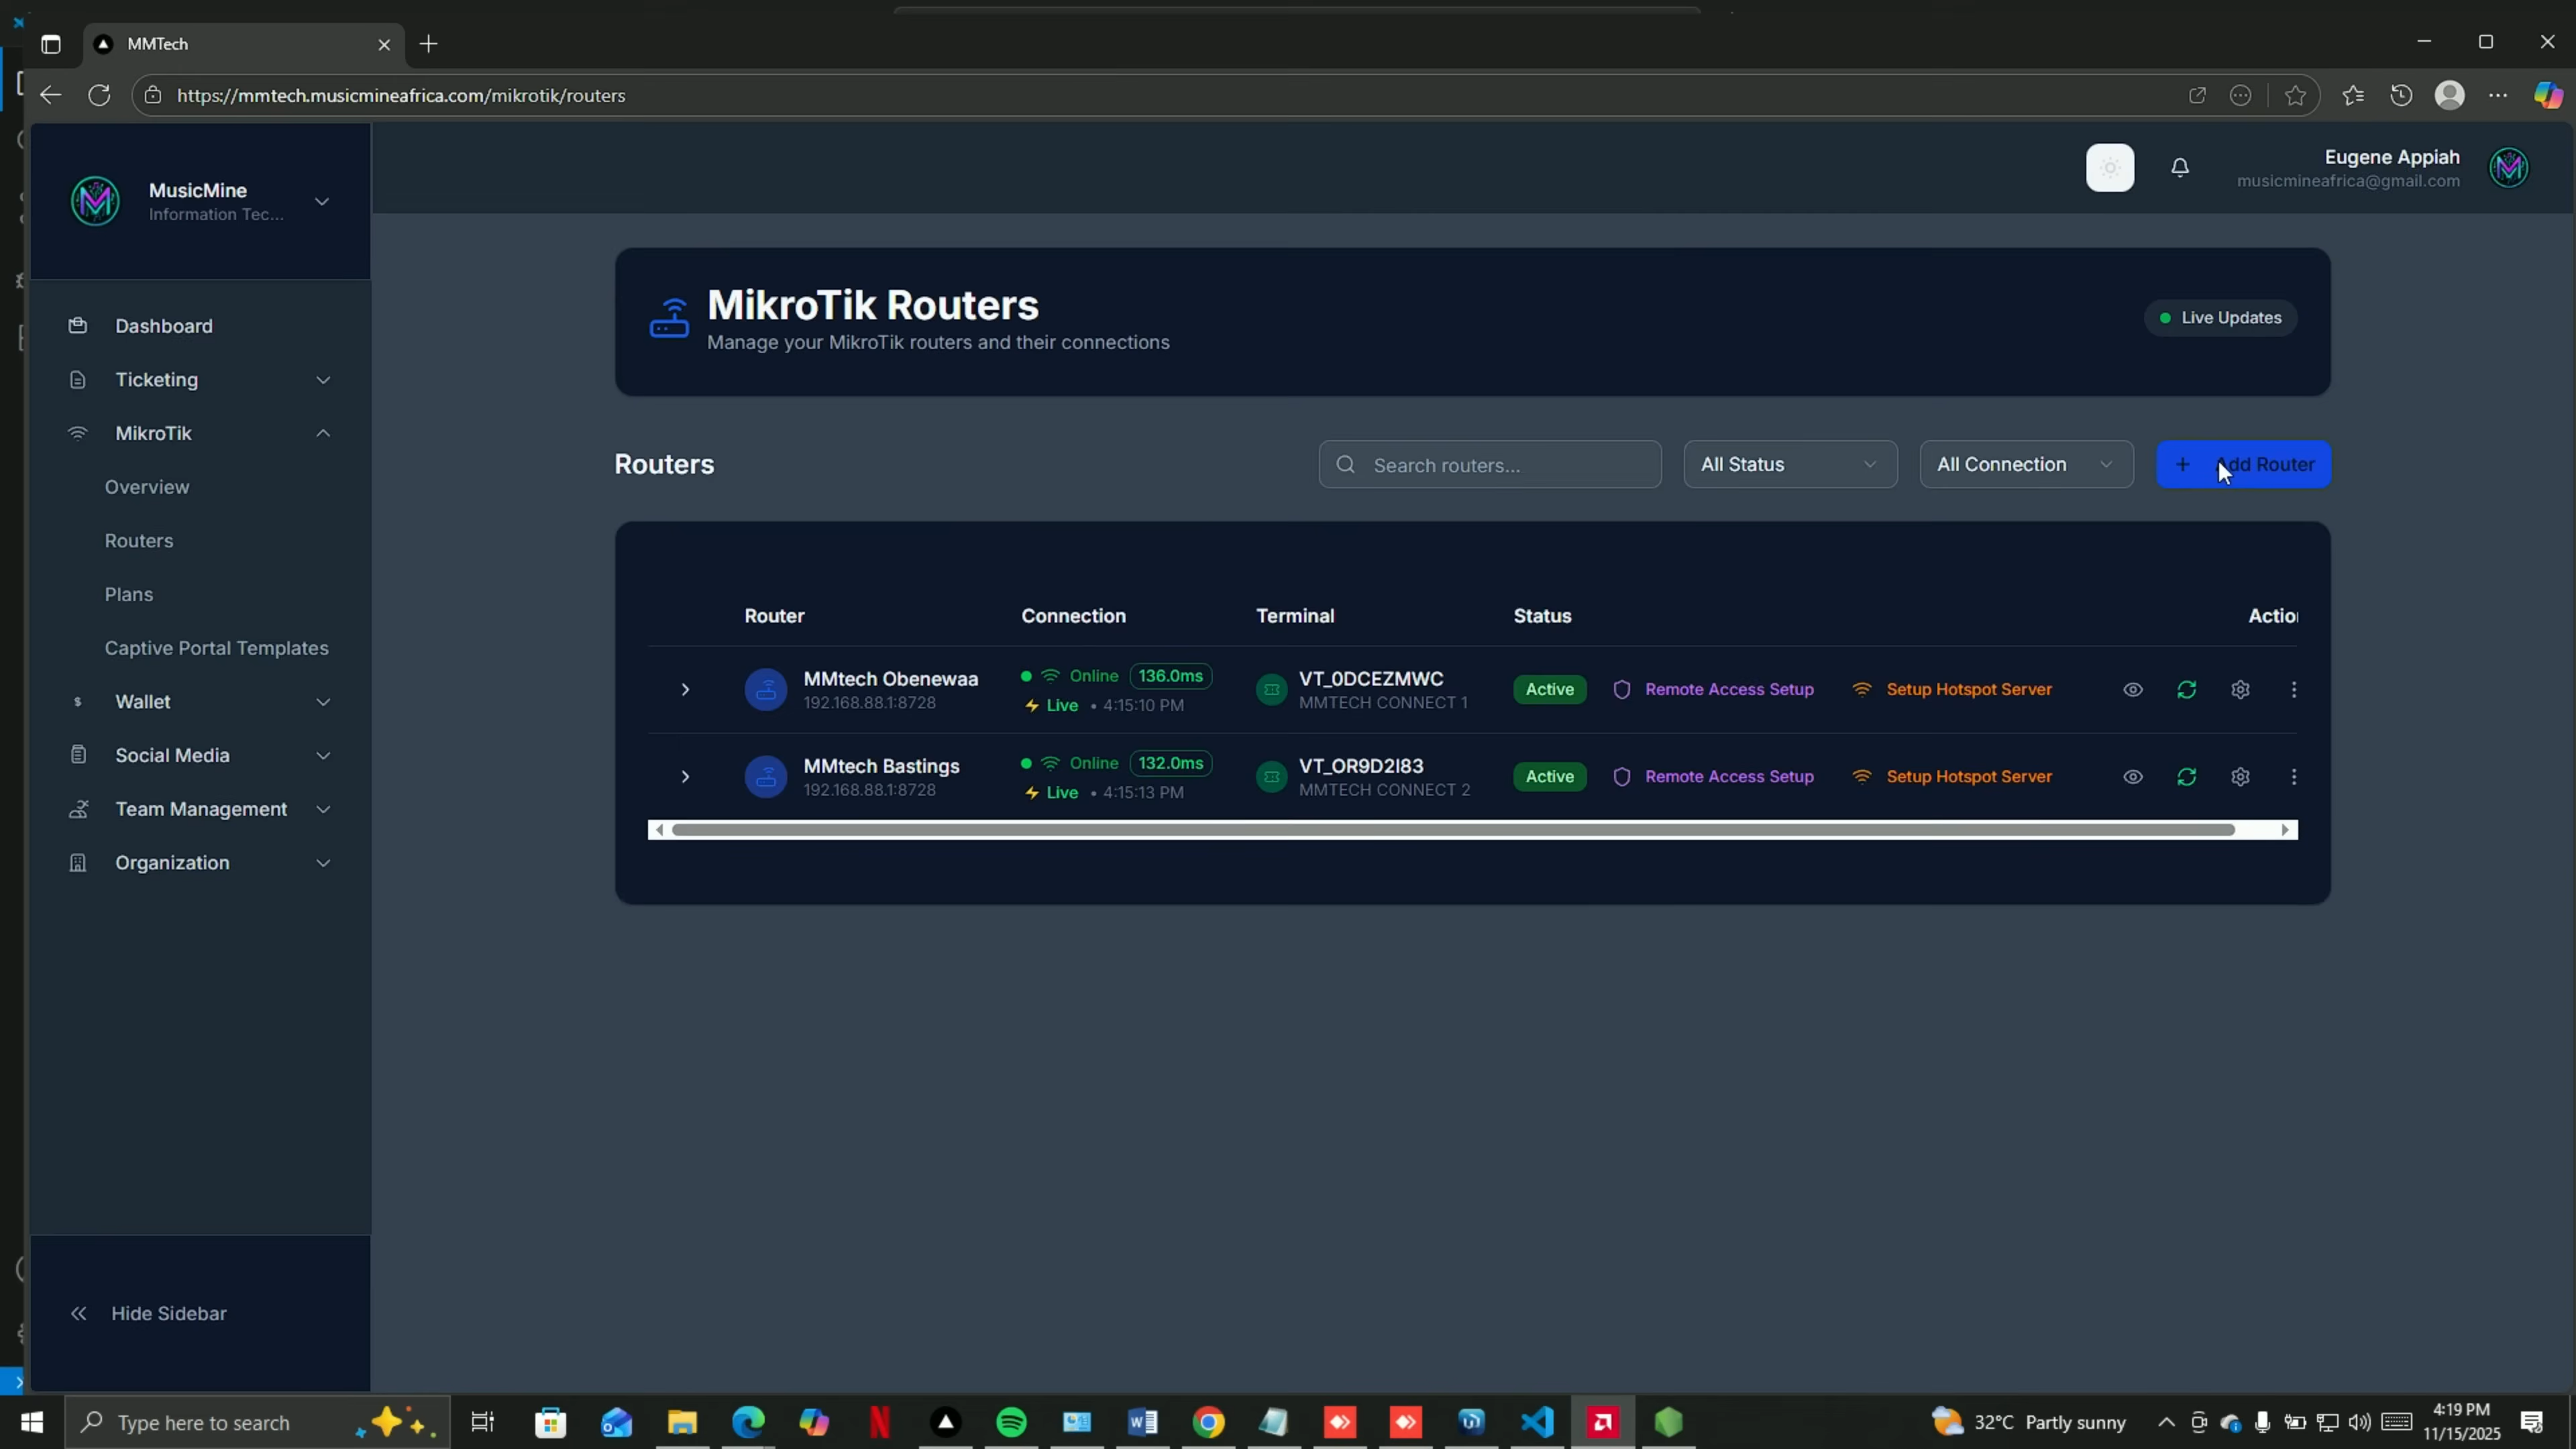 MMTech
https://mmtech.musicmineafrica.com/mikrotik/routers
MusicMine
Information Tec...
Eugene Appiah
musicmineafrica@gmail.com
Dashboard
Ticketing
MikroTik
Overview
Routers
Plans
Captive Portal Templates
Wallet
Social Media
Team Management
Organization
Hide Sidebar
MikroTik Routers
Manage your MikroTik routers and their connections
Live Updates
Routers
Search routers...
All Status
All Connection
+ Add Router
Router Connection Terminal Status Actio
MMtech Obenewaa Online 136.0ms VT_0DCEZMWC Active Remote Access Setup Setup Hotspot Server
192.168.88.1:8728 Live • 4:15:10 PM MMTECH CONNECT 1
MMtech Bastings Online 132.0ms VT_OR9D2I83 Active Remote Access Setup Setup Hotspot Server
192.168.88.1:8728 Live • 4:15:13 PM MMTECH CONNECT 2
Type here to search
32°C Partly sunny
4:19 PM
11/15/2025